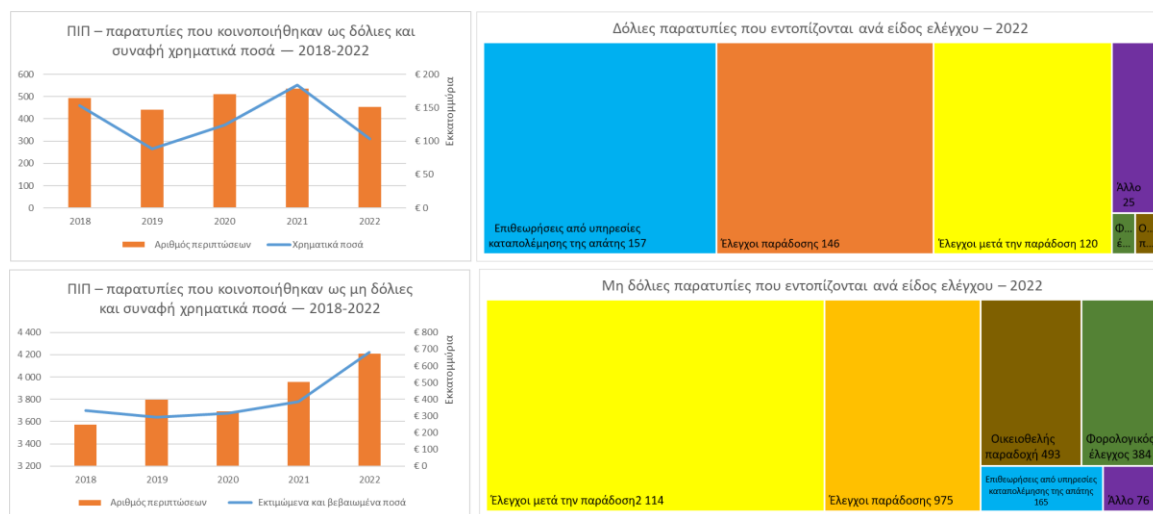 ΠΙΠ – παρατυπίες που κοινοποιήθηκαν ως δόλιες και
συναφή χρηματικά ποσά — 2018-2022
600
500
400
300
200
100
0
€ 200
€ 150
€ 100
€ 50
€ 0
Εκκατομμύρια
2018
2019
2020
2021
2022
Αριθμός περιπτώσεων
Χρηματικά ποσά
Δόλιες παρατυπίες που εντοπίζονται ανά είδος ελέγχου – 2022
Επιθεωρήσεις από υπηρεσίες
καταπολέμησης της απάτης 157
Έλεγχοι παράδοσης 146
Έλεγχοι μετά την παράδοση 120
Άλλο
25
Φ...
έ...
Ο...
π...
ΠΙΠ – παρατυπίες που κοινοποιήθηκαν ως μη δόλιες
και συναφή χρηματικά ποσά — 2018-2022
4 400
4 200
4 000
3 800
3 600
3 400
3 200
€ 800
€ 700
€ 600
€ 500
€ 400
€ 300
€ 200
€ 100
€ 0
Εκκατομμύρια
2018
2019
2020
2021
2022
Αριθμός περιπτώσεων
Εκτιμώμενα και βεβαιωμένα ποσά
Μη δόλιες παρατυπίες που εντοπίζονται ανά είδος ελέγχου – 2022
Έλεγχοι μετά την παράδοση2 114
Έλεγχοι παράδοσης 975
Οικειοθελής
παραδοχή 493
Φορολογικός
έλεγχος 384
Επιθεωρήσεις από υπηρεσίες
καταπολέμησης της απάτης
165
Άλλο 76